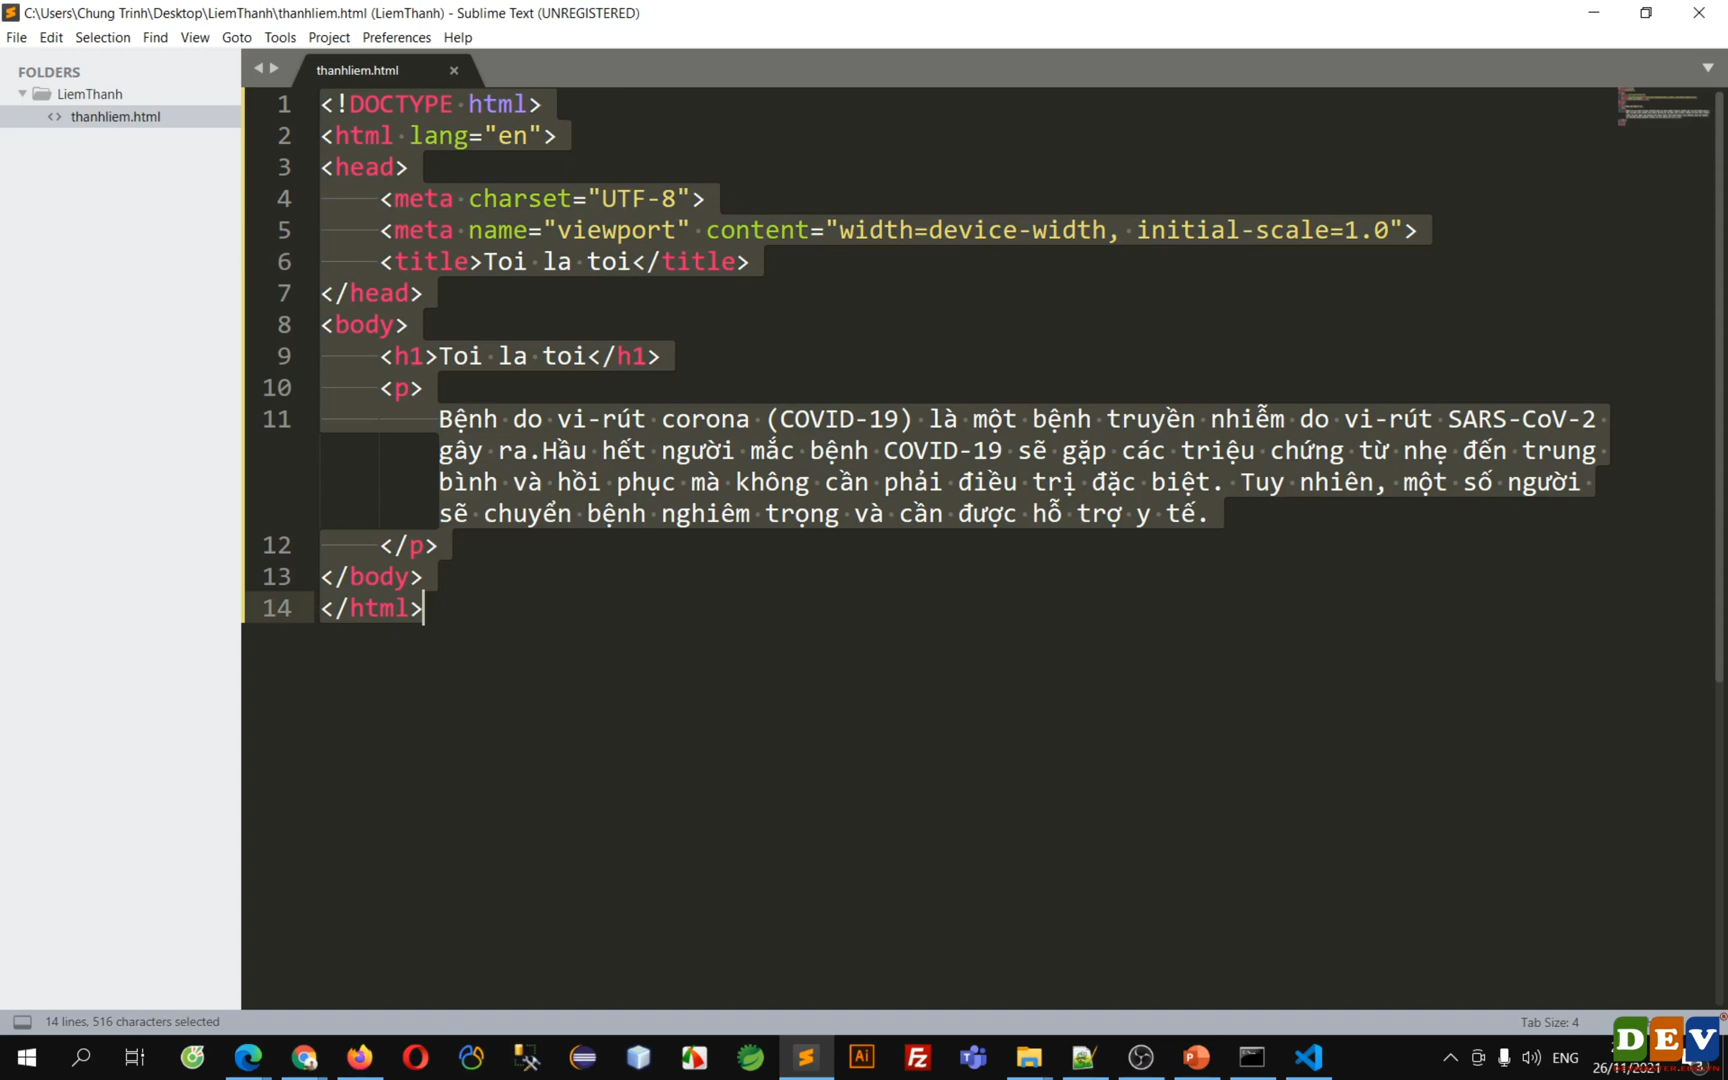 C:\Users\Chung Trinh\Desktop\LiemThanh\thanhliem.html (LiemThanh) - Sublime Text (UNREGISTERED)
File Edit Selection Find View Goto Tools Project Preferences Help
FOLDERS
LiemThanh
thanhliem.html
thanhliem.html
1 <!DOCTYPE html>
2 <html lang="en">
3 <head>
4 <meta charset="UTF-8">
5 <meta name="viewport" content="width=device-width, initial-scale=1.0">
6 <title>Toi la toi</title>
7 </head>
8 <body>
9 <h1>Toi la toi</h1>
10 <p>
11 Bệnh do vi-rút corona (COVID-19) là một bệnh truyền nhiễm do vi-rút SARS-CoV-2
gây ra.Hầu hết người mắc bệnh COVID-19 sẽ gặp các triệu chứng từ nhẹ đến trung
bình và hồi phục mà không cần phải điều trị đặc biệt. Tuy nhiên, một số người
sẽ chuyển bệnh nghiêm trọng và cần được hỗ trợ y tế.
12 </p>
13 </body>
14 </html>
14 lines, 516 characters selected
Tab Size: 4
Ai
Fz
ENG
26/11/2021
DEV